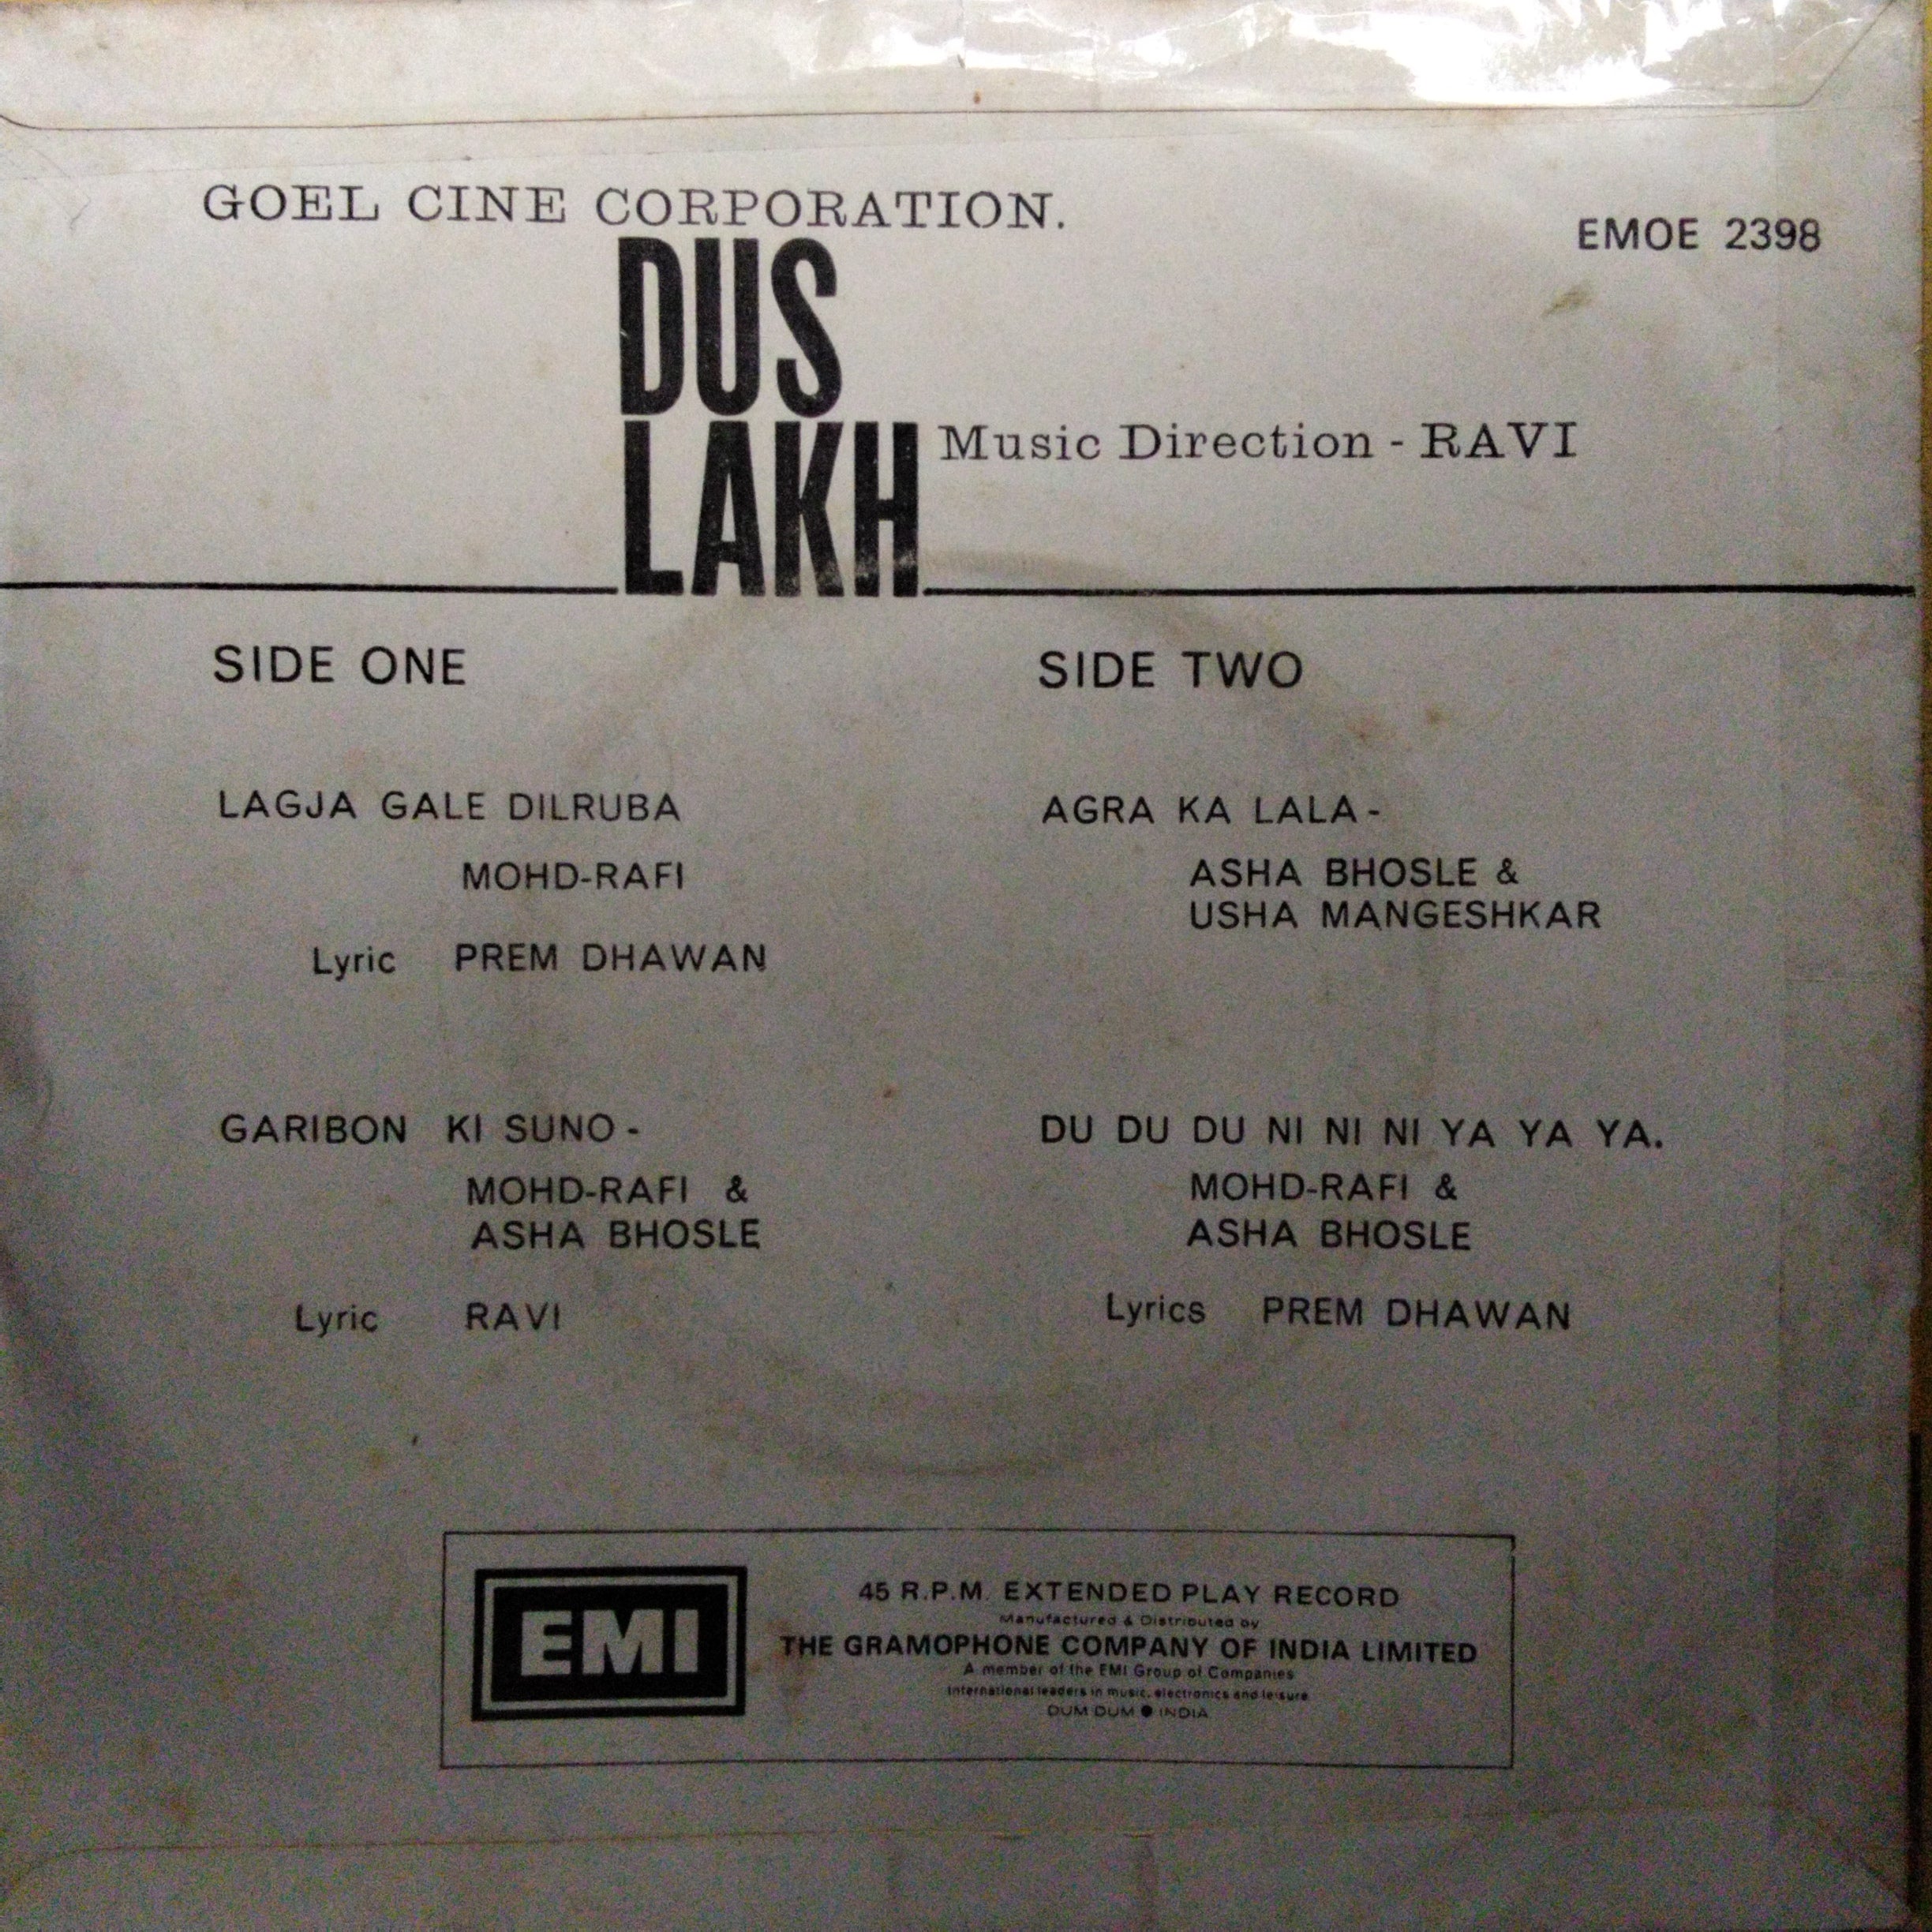 GOEL CINE CORPORATION.
EMOE 2398
DUS
LAKH
Music Direction - RAVI
SIDE ONE
LAGJA GALE DILRUBA
MOHD-RAFI
Lyric PREM DHAWAN
GARIBON KI SUNO -
MOHD-RAFI &
ASHA BHOSLE
Lyric RAVI
SIDE TWO
AGRA KA LALA -
ASHA BHOSLE &
USHA MANGESHKAR
DU DU DU NI NI NI YA YA YA.
MOHD-RAFI &
ASHA BHOSLE
Lyrics PREM DHAWAN
EMI
45 R.P.M. EXTENDED PLAY RECORD
Manufactured & Distributed by
THE GRAMOPHONE COMPANY OF INDIA LIMITED
A member of the EMI Group of Companies
International leaders in music, electronics and leisure
DUM DUM ● INDIA